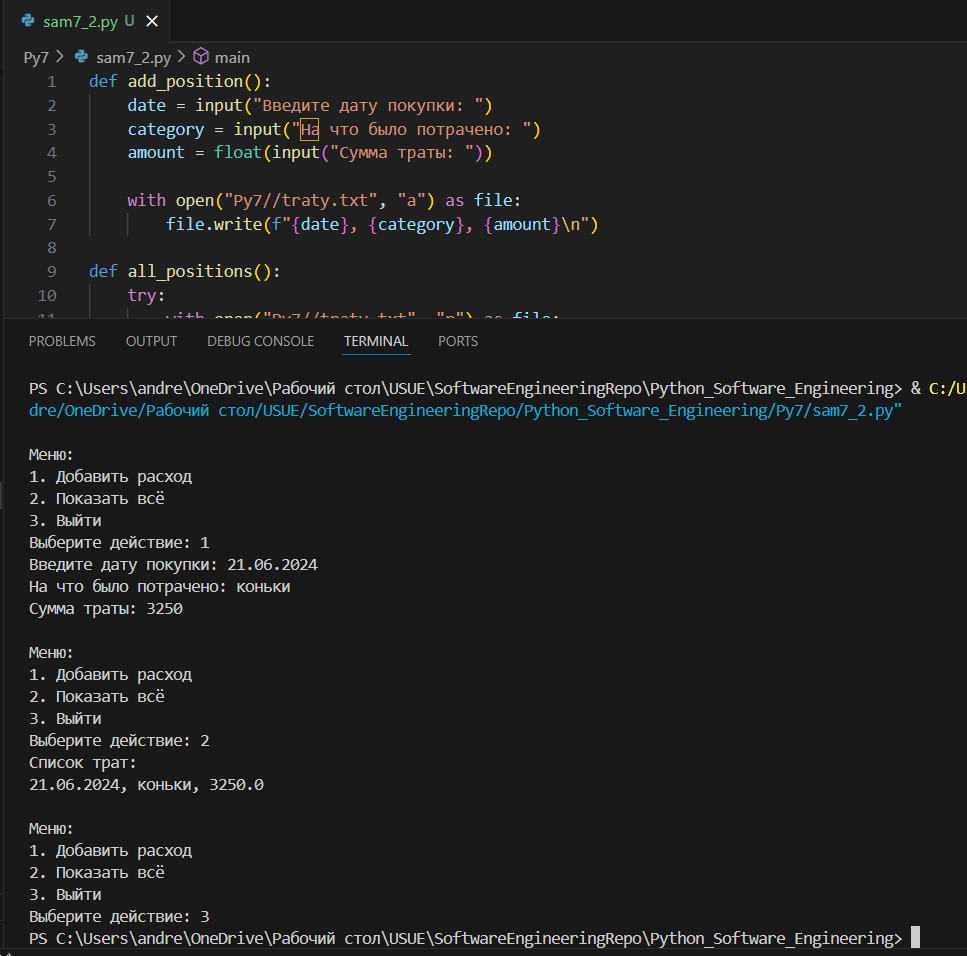 sam7_2.py U
Py7 > sam7_2.py > main
1 def add_position():
2 date = input("Введите дату покупки: ")
3 category = input("На что было потрачено: ")
4 amount = float(input("Сумма траты: "))
5
6 with open("Py7//traty.txt", "a") as file:
7 file.write(f"{date}, {category}, {amount}\n")
8
9 def all_positions():
10 try:
11 with open("Py7//traty.txt", "r") as file:
PROBLEMS OUTPUT DEBUG CONSOLE TERMINAL PORTS
PS C:\Users\andre\OneDrive\Рабочий стол\USUE\SoftwareEngineeringRepo\Python_Software_Engineering> & C:/U
dre/OneDrive/Рабочий стол/USUE/SoftwareEngineeringRepo/Python_Software_Engineering/Py7/sam7_2.py"
Меню:
1. Добавить расход
2. Показать всё
3. Выйти
Выберите действие: 1
Введите дату покупки: 21.06.2024
На что было потрачено: коньки
Сумма траты: 3250
Меню:
1. Добавить расход
2. Показать всё
3. Выйти
Выберите действие: 2
Список трат:
21.06.2024, коньки, 3250.0
Меню:
1. Добавить расход
2. Показать всё
3. Выйти
Выберите действие: 3
PS C:\Users\andre\OneDrive\Рабочий стол\USUE\SoftwareEngineeringRepo\Python_Software_Engineering>